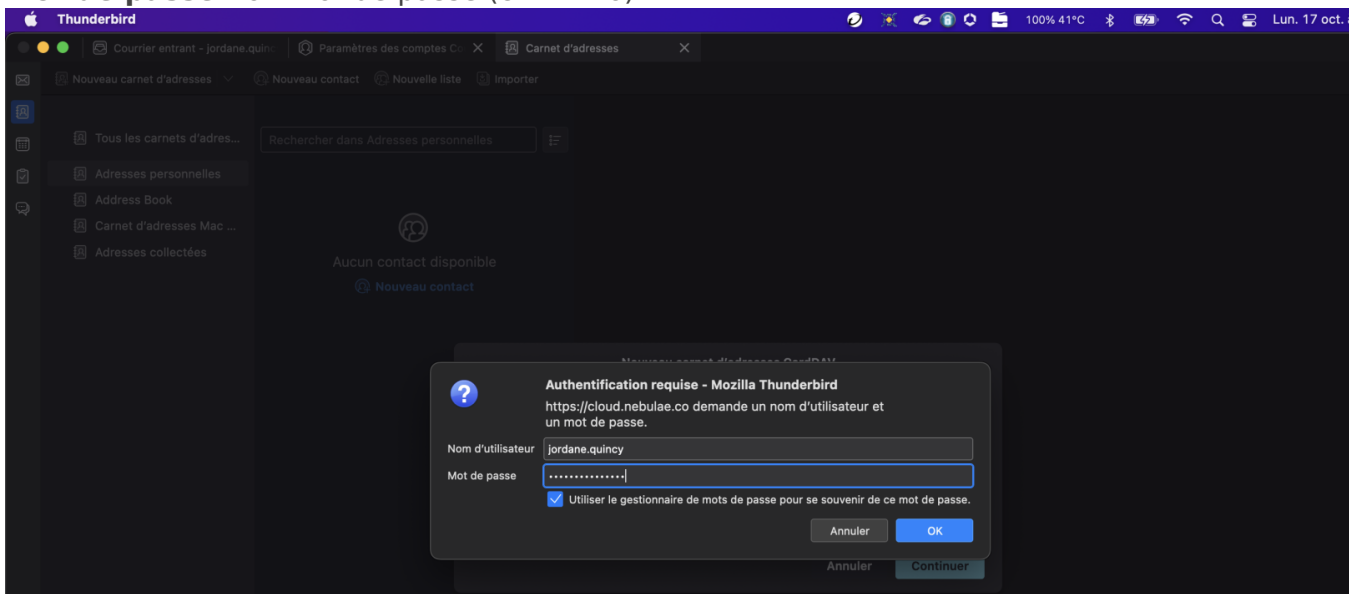 Thunderbird
100% 41°C
Lun. 17 oct.
Courrier entrant - jordane.quinc
Paramètres des comptes Co
Carnet d'adresses
Nouveau carnet d'adresses
Nouveau contact
Nouvelle liste
Importer
Tous les carnets d'adres...
Rechercher dans Adresses personnelles
Adresses personnelles
Address Book
Carnet d'adresses Mac ...
Adresses collectées
Aucun contact disponible
Nouveau contact
Authentification requise - Mozilla Thunderbird
https://cloud.nebulae.co demande un nom d'utilisateur et
un mot de passe.
Nom d'utilisateur
jordane.quincy
Mot de passe
•••••••••••••••
Utiliser le gestionnaire de mots de passe pour se souvenir de ce mot de passe.
Annuler
OK
Annuler
Continuer